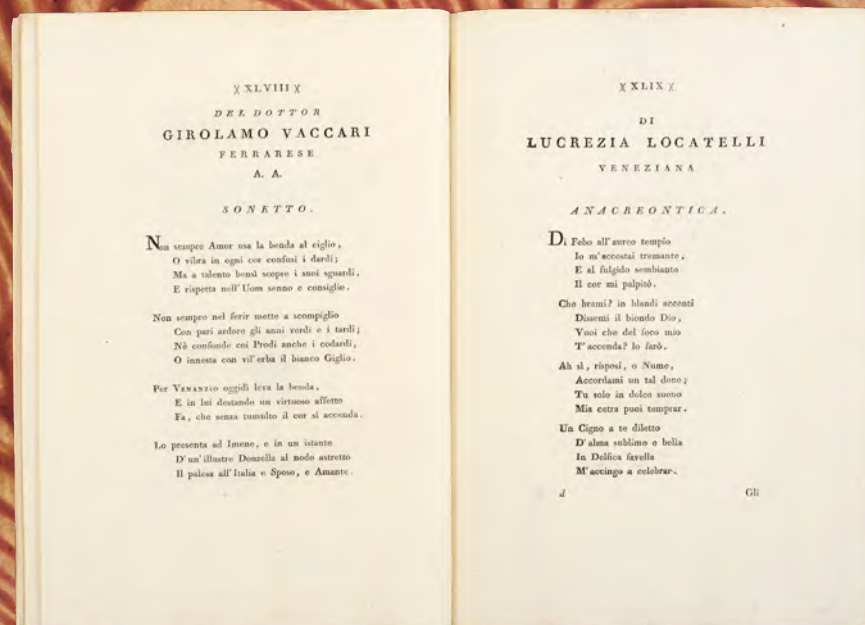 )( XLVIII )(
DEL DOTTOR
GIROLAMO VACCARI
FERRARESE
A. A.
SONETTO.
Non sempre Amor usa la benda al ciglio,
O vibra in ogni cor confusi i dardi;
Ma a talento bensì scopre i suoi sguardi,
E rispetta nell' Uom senno e consiglio.
Non sempre nel ferir mette a scompiglio
Con pari ardore gli anni verdi e i tardi;
Nè confonde coi Prodi anche i codardi,
O innesta con vil' erba il bianco Giglio.
Per VENANZIO oggidì leva la benda,
E in lui destando un virtuoso affetto
Fa, che senza tumulto il cor si accenda.
Lo presenta ad Imene, e in un istante
D' un' illustre Donzella al nodo astretto
Il palesa all' Italia e Sposo, e Amante.
)( XLIX )(
DI
LUCREZIA LOCATELLI
VENEZIANA
ANACREONTICA.
Di Febo all' aureo tempio
Io m' accostai tremante,
E al fulgido sembiante
Il cor mi palpitò.
Che brami? in blandi accenti
Dissemi il biondo Dio,
Vuoi che del foco mio
T' accenda? Io farò.
Ah sì, risposi, o Nume,
Accordami un tal dono;
Tu solo in dolce suono
Mia cetra puoi temprar.
Un Cigno a te diletto
D' alma sublime e bella
In Delfica favella
M' accingo a celebrar.
d Gli